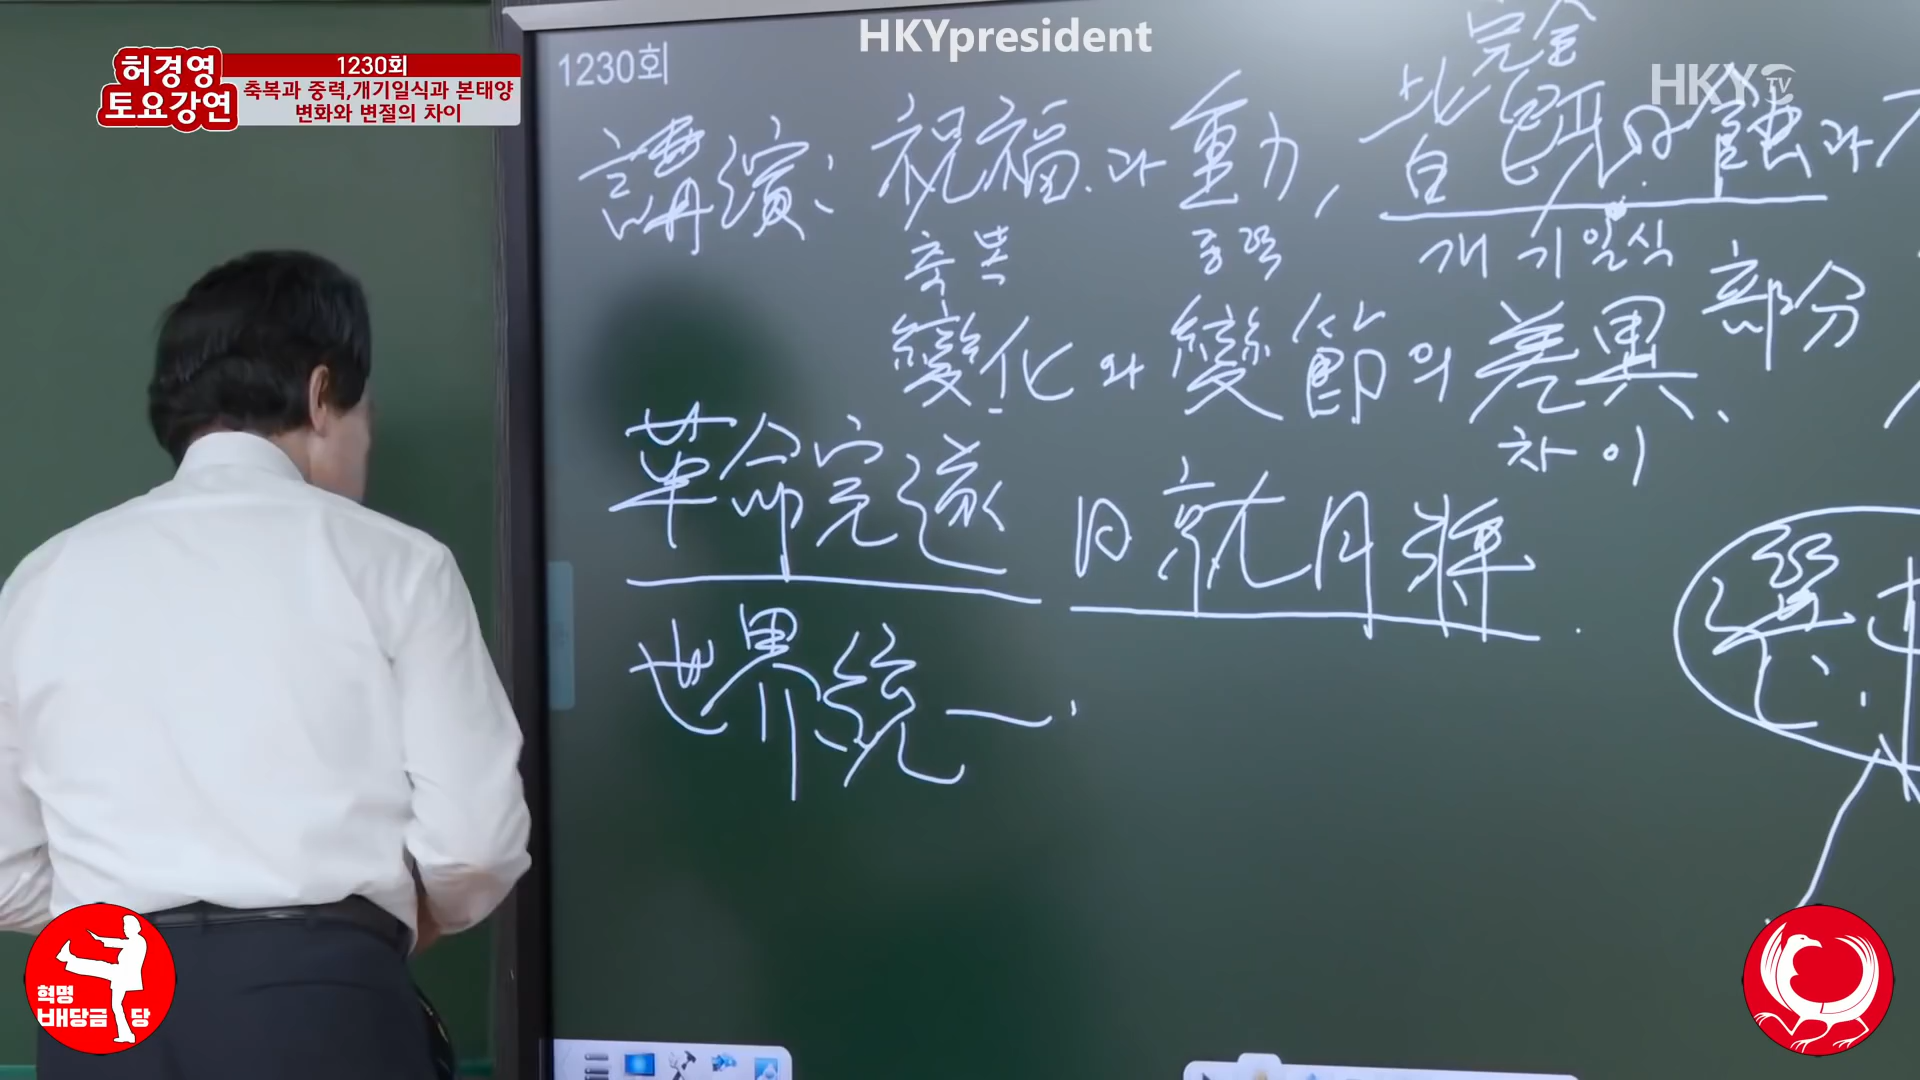 HKYpresident
허경영
토요강연
1230회
축복과 중력,개기일식과 본태양
변화와 변절의 차이
HKY TV
1230회
完全
講演: 祝福과 重力, 皆旣日蝕과
축복 중력 개기일식
部分
變化와 變節의 差異.
차이
革命完遂 日就月將.
世界統一.
혁명
배당금당